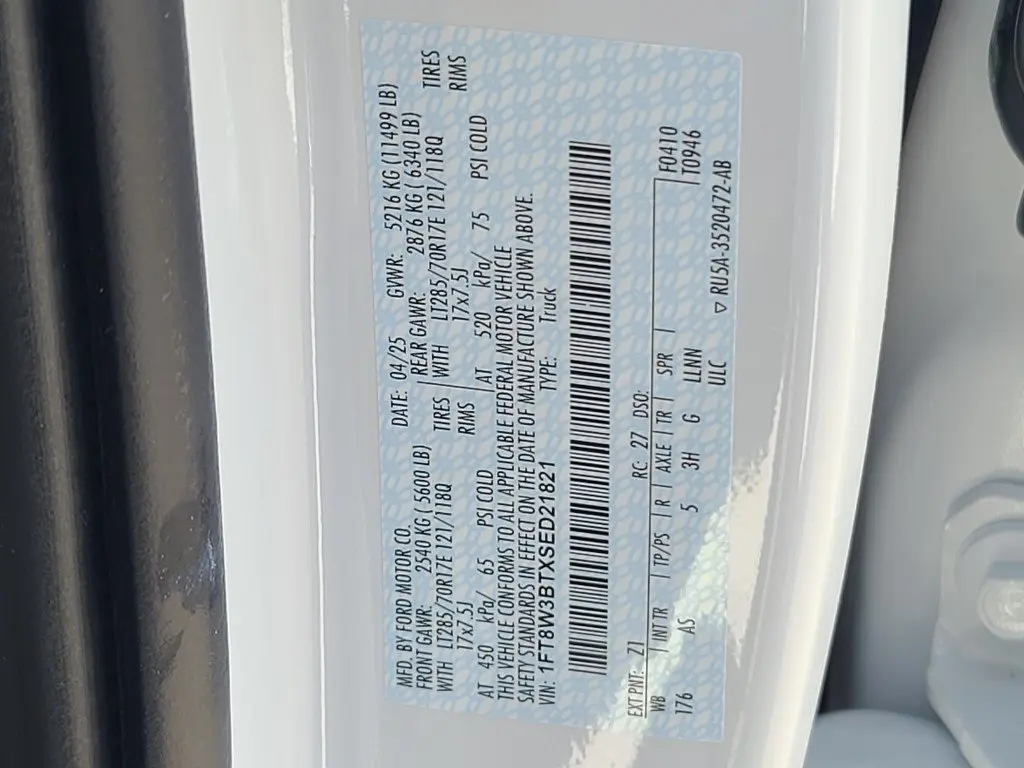 MFD. BY FORD MOTOR CO.
DATE: 04/25 GVWR: 5216 KG (11499 LB)
FRONT GAWR: 2540 KG ( 5600 LB) REAR GAWR: 2876 KG ( 6340 LB)
WITH LT285/70R17E 121/118Q TIRES WITH LT285/70R17E 121/118Q TIRES
17x7.5J RIMS 17x7.5J RIMS
AT 450 kPa/ 65 PSI COLD AT 520 kPa/ 75 PSI COLD
THIS VEHICLE CONFORMS TO ALL APPLICABLE FEDERAL MOTOR VEHICLE
SAFETY STANDARDS IN EFFECT ON THE DATE OF MANUFACTURE SHOWN ABOVE.
VIN: 1FT8W3BTXSED21821 TYPE: Truck
EXT PNT: Z1 RC: 27 DSO: F0410
WB INT TR TP/PS R AXLE TR SPR T0946
176 AS 5 3H G LLNN
ULC
RU5A-3520472-AB